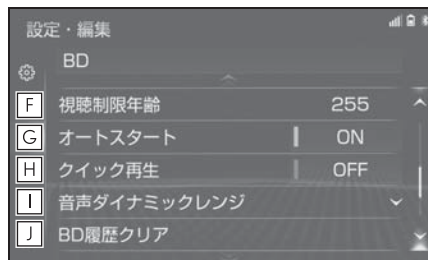 設定・編集
BD
F 視聴制限年齢 255
G オートスタート ON
H クイック再生 OFF
I 音声ダイナミックレンジ
J BD履歴クリア